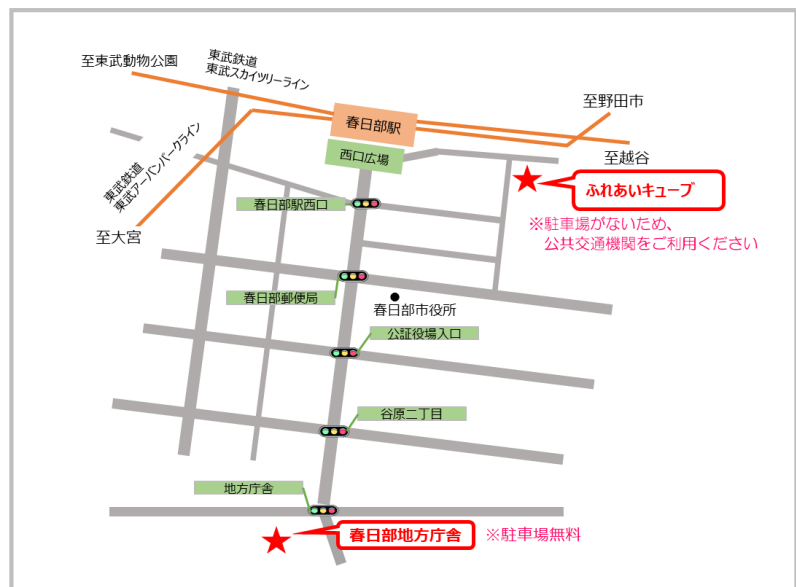 至東武動物公園
東武鉄道
東武スカイツリーライン
至野田市
春日部駅
西口広場
至越谷
東武鉄道
東武アーバンパークライン
ふれあいキューブ
春日部駅西口
※駐車場がないため、
公共交通機関をご利用ください
至大宮
春日部郵便局
春日部市役所
公証役場入口
谷原二丁目
地方庁舎
春日部地方庁舎
※駐車場無料